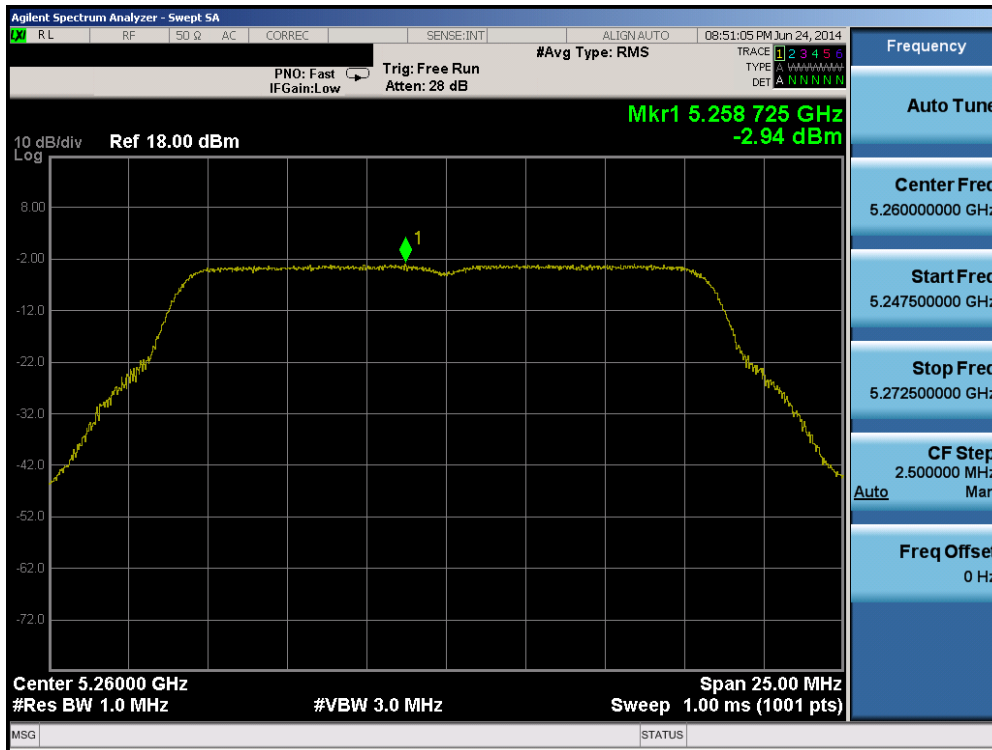 Agilent Spectrum Analyzer - Swept SA
LXI RL RF 50 Ω AC CORREC SENSE:INT ALIGN AUTO 08:51:05 PM Jun 24, 2014
#Avg Type: RMS TRACE 1 2 3 4 5 6
PNO: Fast Trig: Free Run TYPE A WWWWW
IFGain:Low Atten: 28 dB DET A N N N N N
Mkr1 5.258 725 GHz
-2.94 dBm
10 dB/div Ref 18.00 dBm
Log
8.00
1
-2.00
-12.0
-22.0
-32.0
-42.0
-52.0
-62.0
-72.0
Center 5.26000 GHz Span 25.00 MHz
#Res BW 1.0 MHz #VBW 3.0 MHz Sweep 1.00 ms (1001 pts)
MSG STATUS
Frequency
Auto Tune
Center Freq
5.260000000 GHz
Start Freq
5.247500000 GHz
Stop Freq
5.272500000 GHz
CF Step
2.500000 MHz
Auto Man
Freq Offset
0 Hz